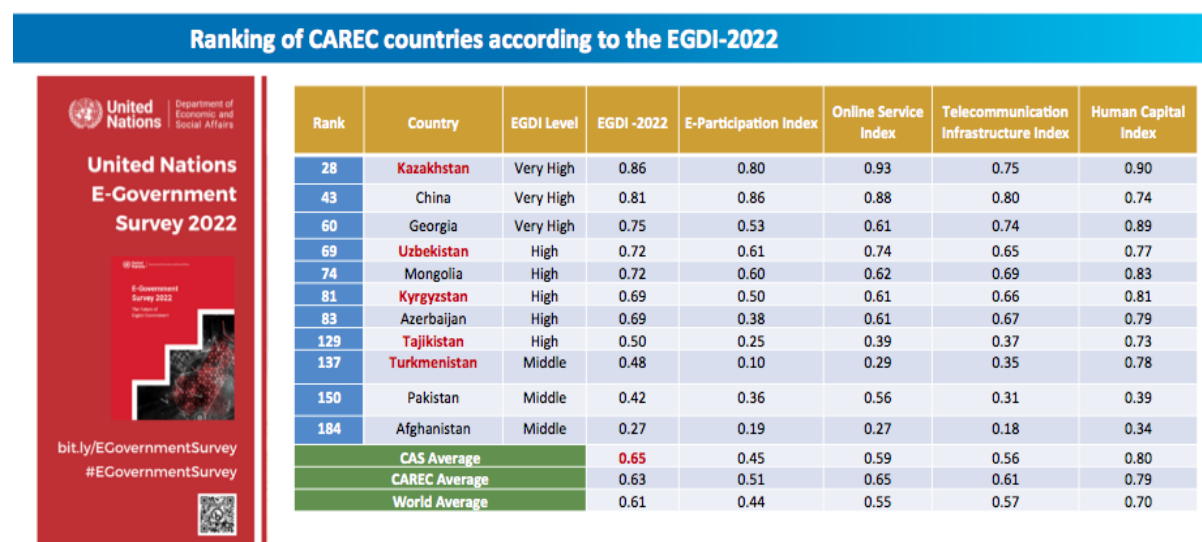 Ranking of CAREC countries according to the EGDI-2022
United Nations
Department of Economic and Social Affairs
United Nations
E-Government
Survey 2022
E-Government
Survey 2022
The Future of
Digital Government
bit.ly/EGovernmentSurvey
#EGovernmentSurvey
Rank Country EGDI Level EGDI -2022 E-Participation Index Online Service Index Telecommunication Infrastructure Index Human Capital Index
28 Kazakhstan Very High 0.86 0.80 0.93 0.75 0.90
43 China Very High 0.81 0.86 0.88 0.80 0.74
60 Georgia Very High 0.75 0.53 0.61 0.74 0.89
69 Uzbekistan High 0.72 0.61 0.74 0.65 0.77
74 Mongolia High 0.72 0.60 0.62 0.69 0.83
81 Kyrgyzstan High 0.69 0.50 0.61 0.66 0.81
83 Azerbaijan High 0.69 0.38 0.61 0.67 0.79
129 Tajikistan High 0.50 0.25 0.39 0.37 0.73
137 Turkmenistan Middle 0.48 0.10 0.29 0.35 0.78
150 Pakistan Middle 0.42 0.36 0.56 0.31 0.39
184 Afghanistan Middle 0.27 0.19 0.27 0.18 0.34
CAS Average 0.65 0.45 0.59 0.56 0.80
CAREC Average 0.63 0.51 0.65 0.61 0.79
World Average 0.61 0.44 0.55 0.57 0.70